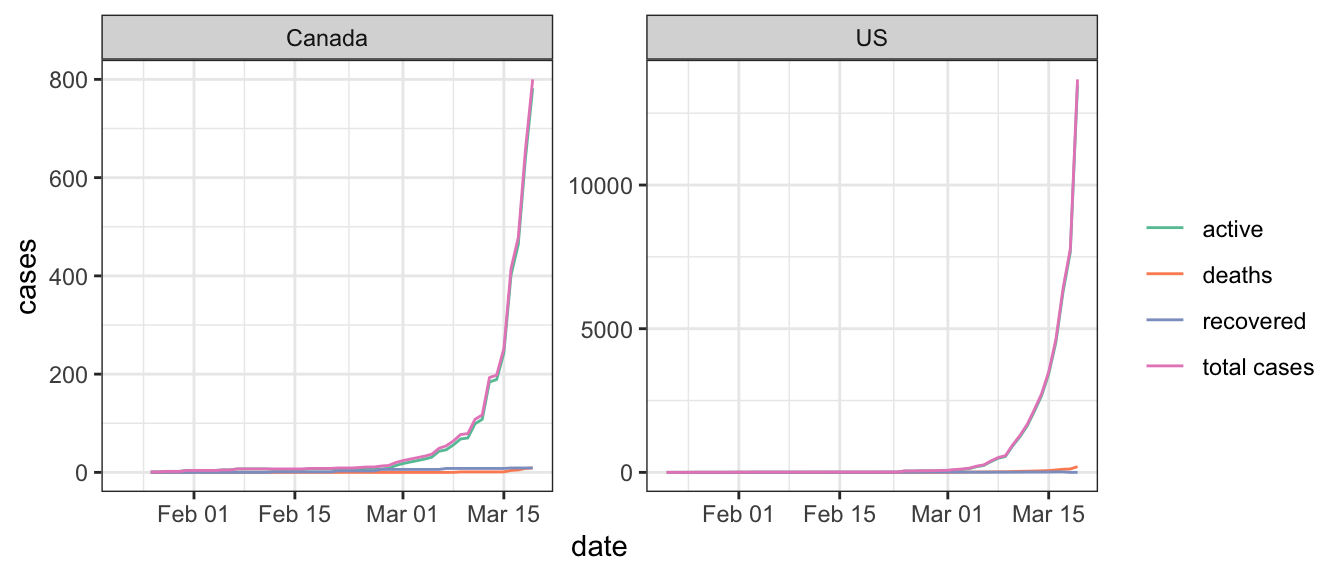 Canada
US
cases
800
600
400
200
0
10000
5000
0
Feb 01
Feb 15
Mar 01
Mar 15
Feb 01
Feb 15
Mar 01
Mar 15
date
active
deaths
recovered
total cases